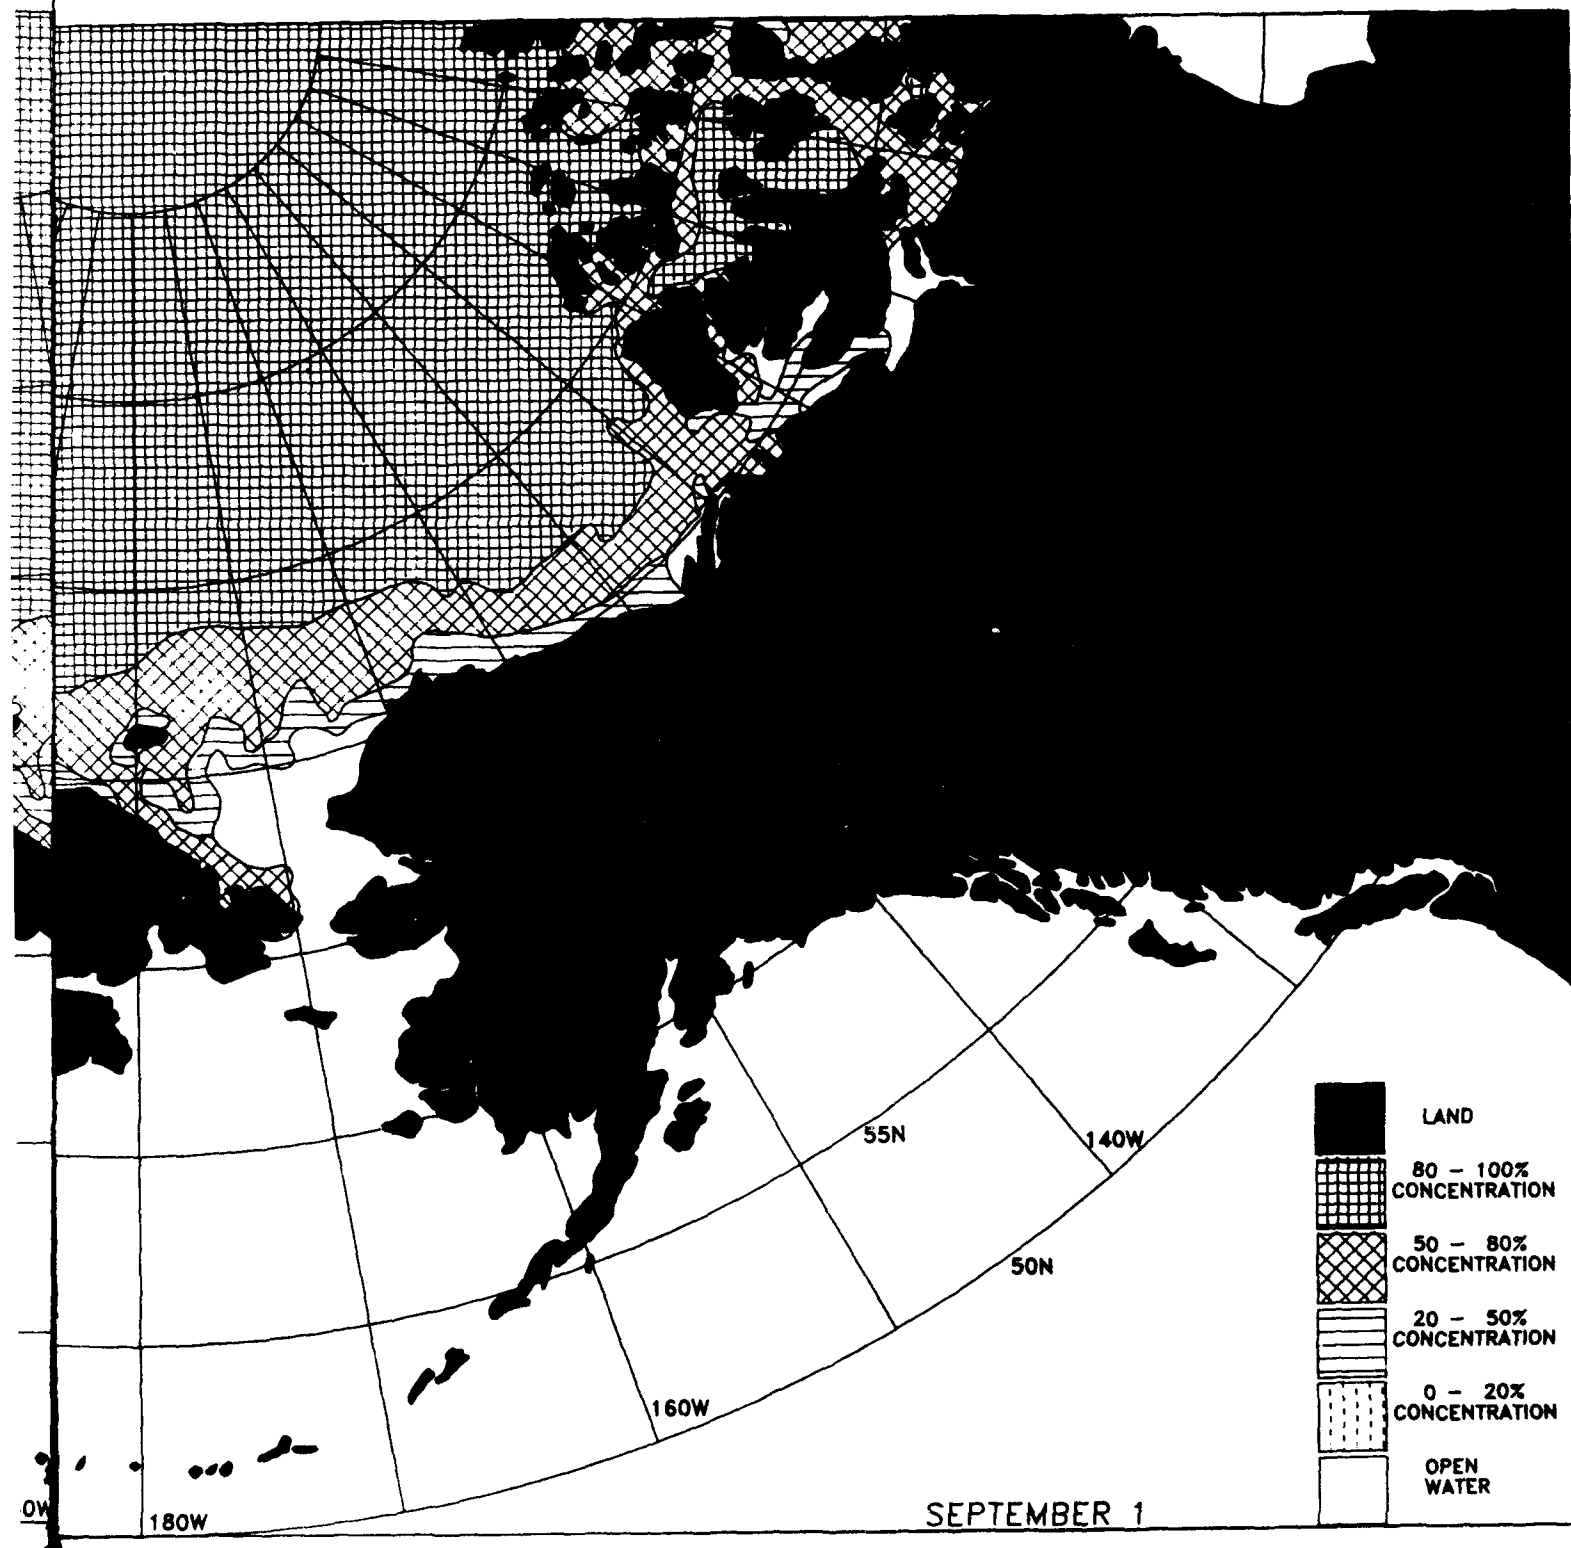 55N
140W
50N
160W
0W
180W
SEPTEMBER 1
LAND
80 - 100%
CONCENTRATION
50 - 80%
CONCENTRATION
20 - 50%
CONCENTRATION
0 - 20%
CONCENTRATION
OPEN
WATER